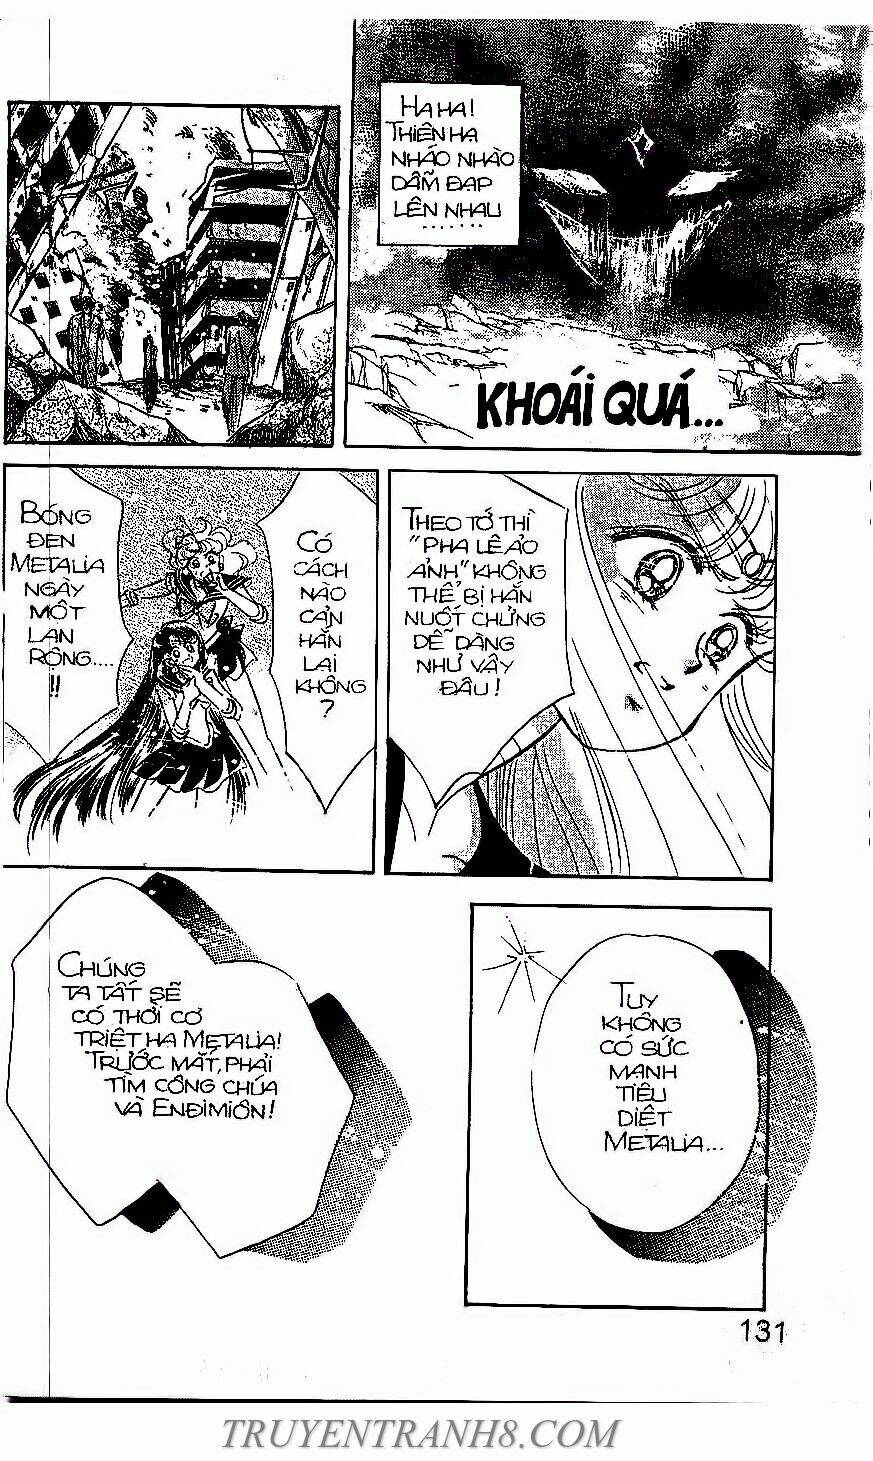 HA HA!
THIÊN HẠ
NHÁO NHÀO
DẪM ĐẠP
LÊN NHAU
.......
KHOÁI QUÁ...
THEO TỚ THÌ
"PHA LÊ ẢO
ẢNH" KHÔNG
THỂ BỊ HẮN
NUỐT CHỬNG
DỄ DÀNG
NHƯ VẬY
ĐÂU!
CÓ
CÁCH
NÀO
CẢN
HẮN
LẠI
KHÔNG
?
BÓNG
ĐEN
METALIA
NGÀY
MỘT
LAN
RỘNG....
!!
TUY
KHÔNG
CÓ SỨC
MẠNH
TIÊU
DIỆT
METALIA...
CHÚNG
TA TẤT SẼ
CÓ THỜI CƠ
TRIỆT HẠ METALIA!
TRƯỚC MẮT, PHẢI
TÌM CÔNG CHÚA
VÀ ENĐIMIÔN!
131
TRUYENTRANH8.COM